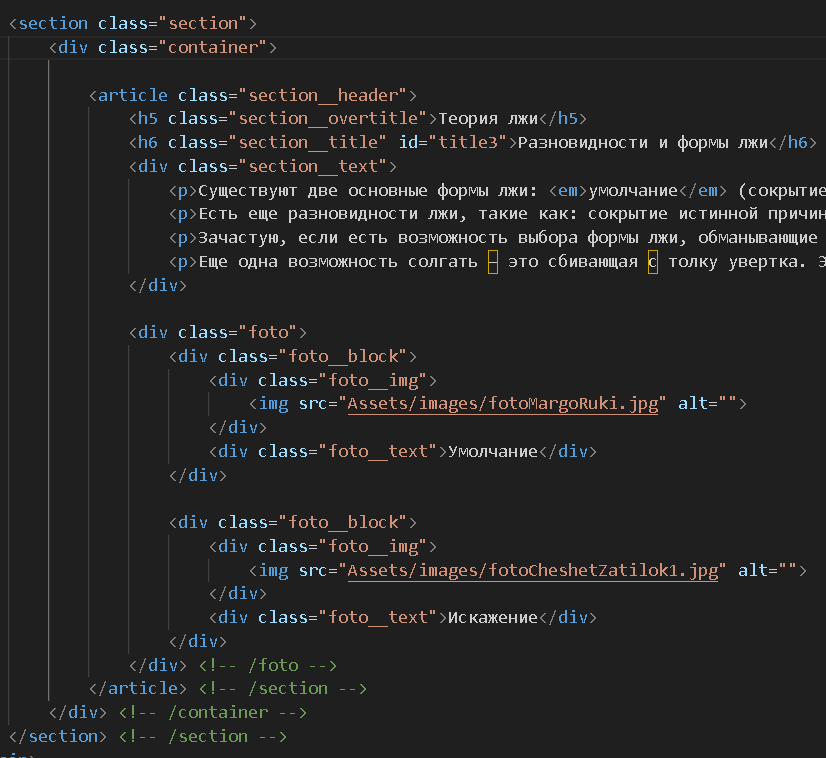 <section class="section">
<div class="container">
<article class="section__header">
<h5 class="section__overtitle">Теория лжи</h5>
<h6 class="section__title" id="title3">Разновидности и формы лжи</h6>
<div class="section__text">
<p>Существуют две основные формы лжи: <em>умолчание</em> (сокрытие
<p>Есть еще разновидности лжи, такие как: сокрытие истинной причин
<p>Зачастую, если есть возможность выбора формы лжи, обманывающие
<p>Еще одна возможность солгать – это сбивающая с толку увертка. Э
</div>
<div class="foto">
<div class="foto__block">
<div class="foto__img">
<img src="Assets/images/fotoMargoRuki.jpg" alt="">
</div>
<div class="foto__text">Умолчание</div>
</div>
<div class="foto__block">
<div class="foto__img">
<img src="Assets/images/fotoCheshetZatilok1.jpg" alt="">
</div>
<div class="foto__text">Искажение</div>
</div>
</div> <!-- /foto -->
</article> <!-- /section -->
</div> <!-- /container -->
</section> <!-- /section -->